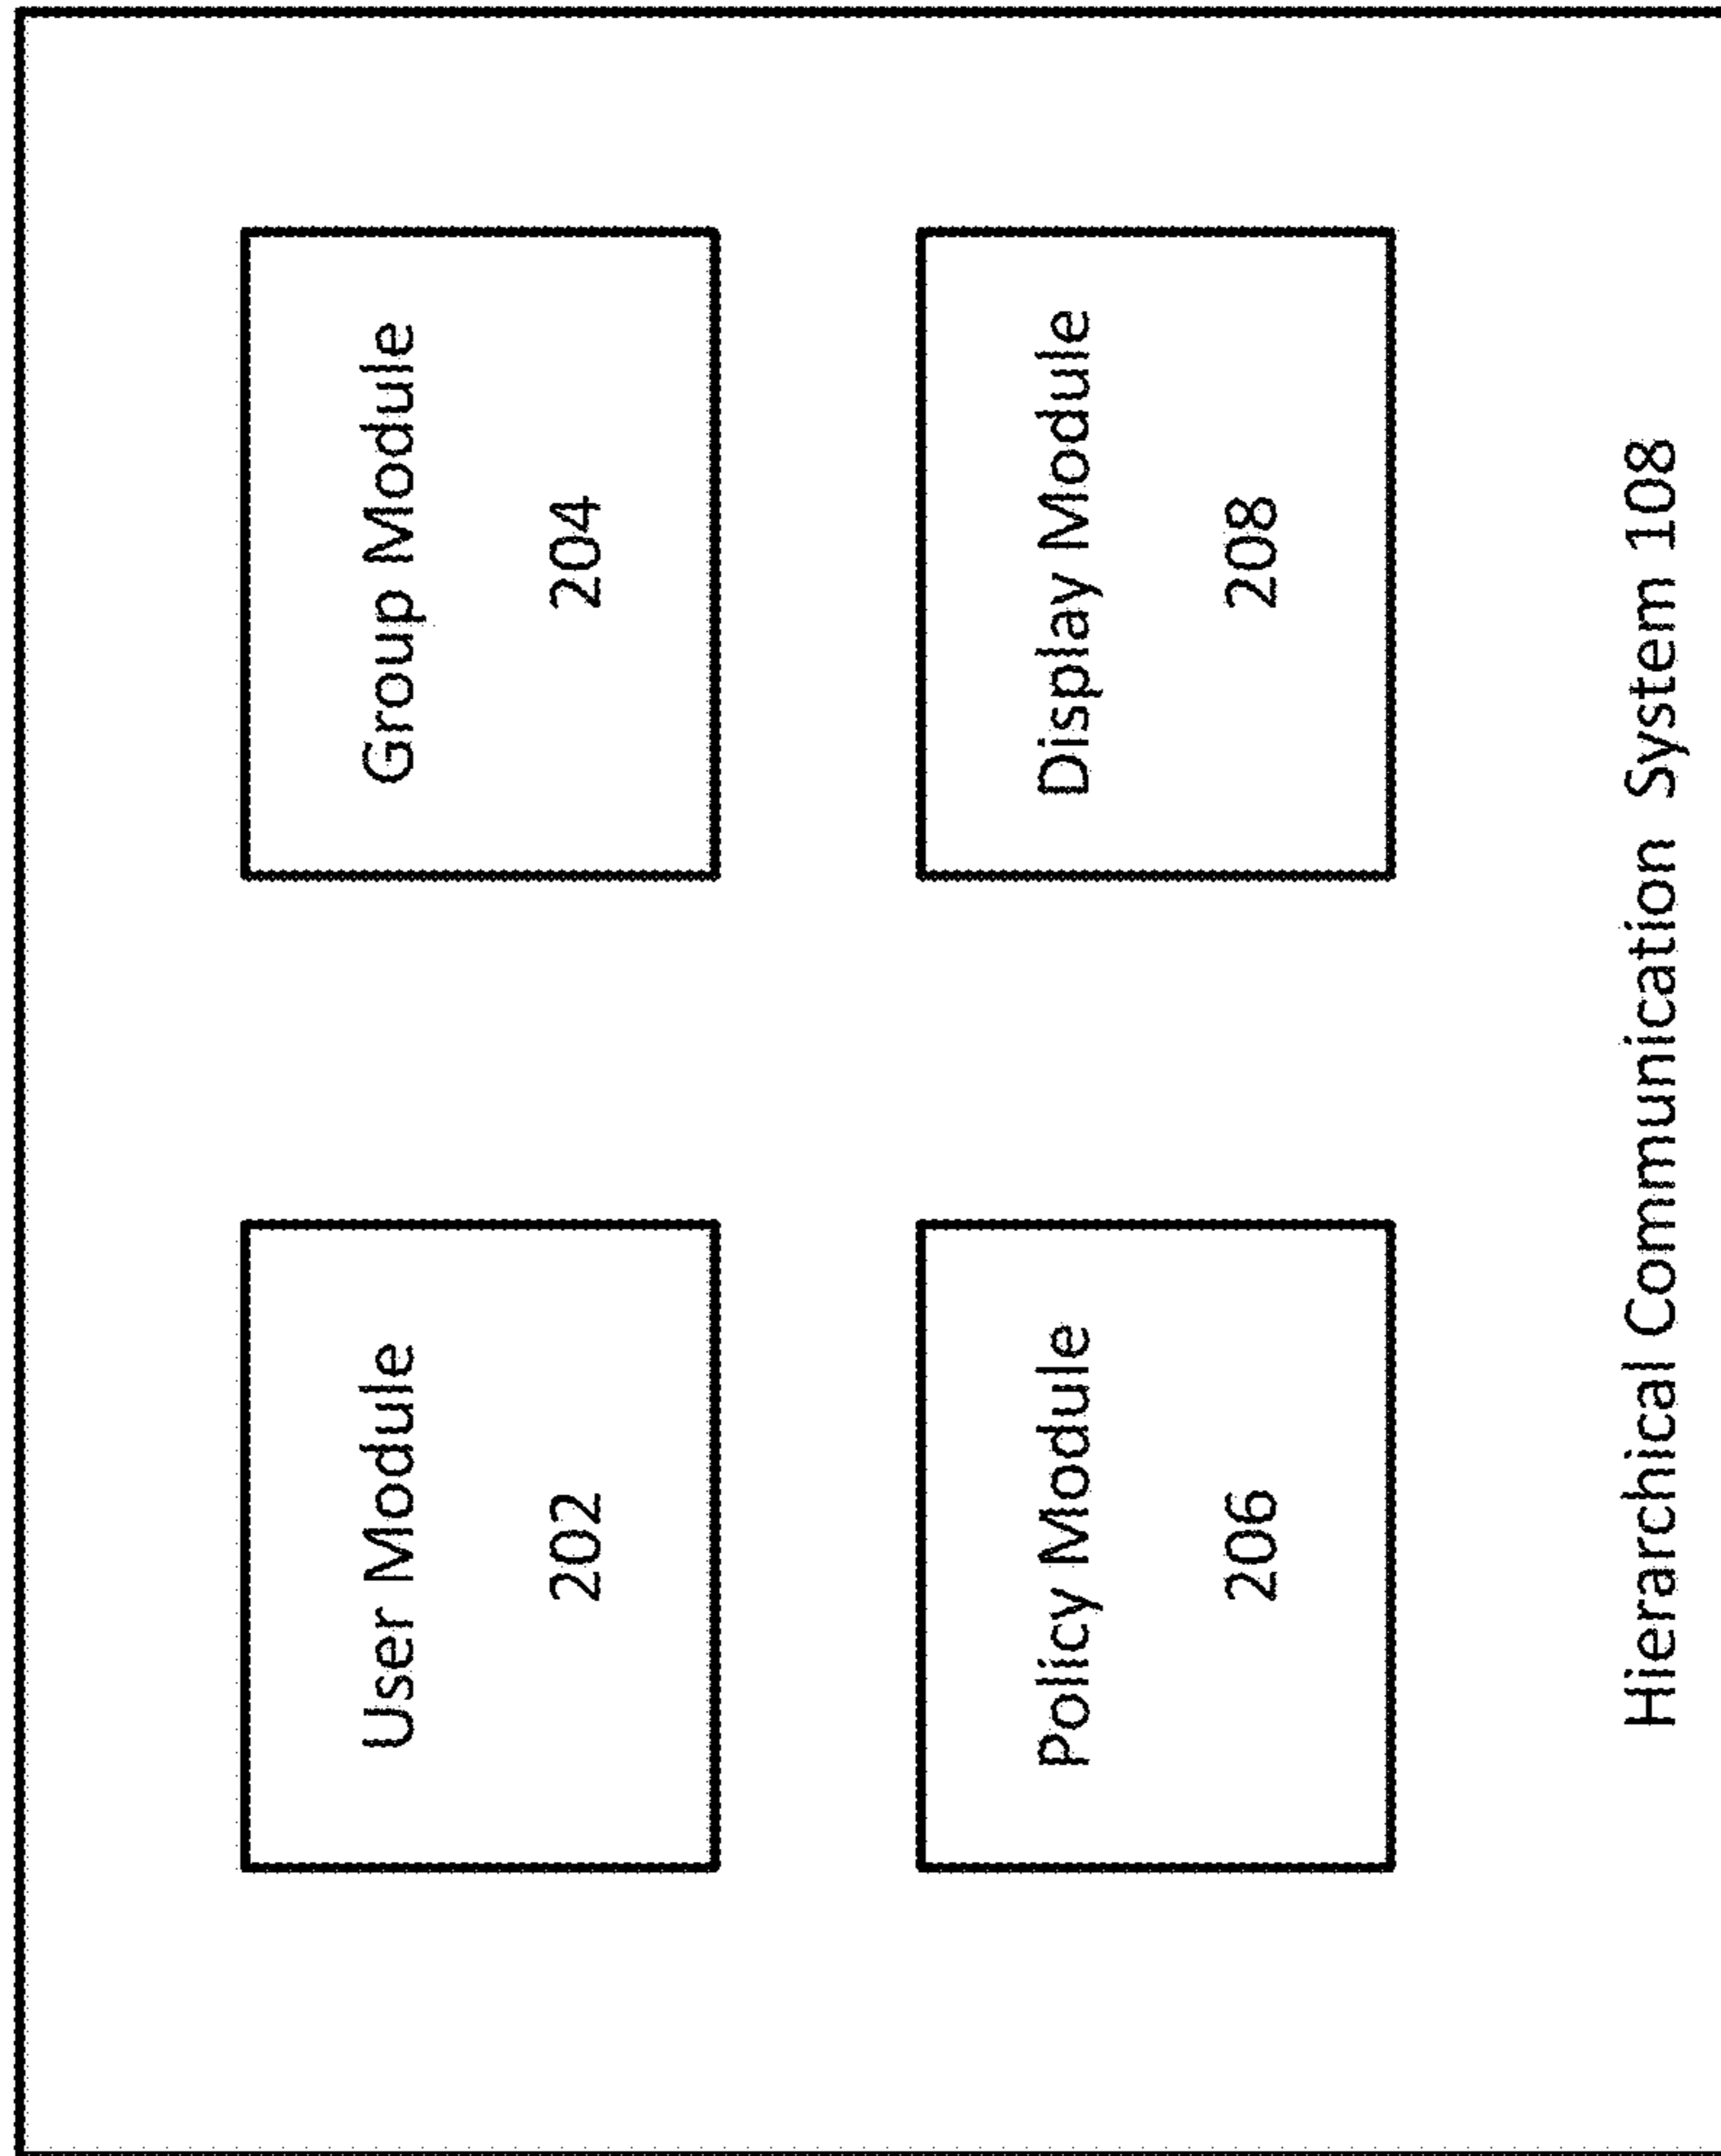 User Module
202
Group Module
204
Policy Module
206
Display Module
208
Hierarchical Communication System 108